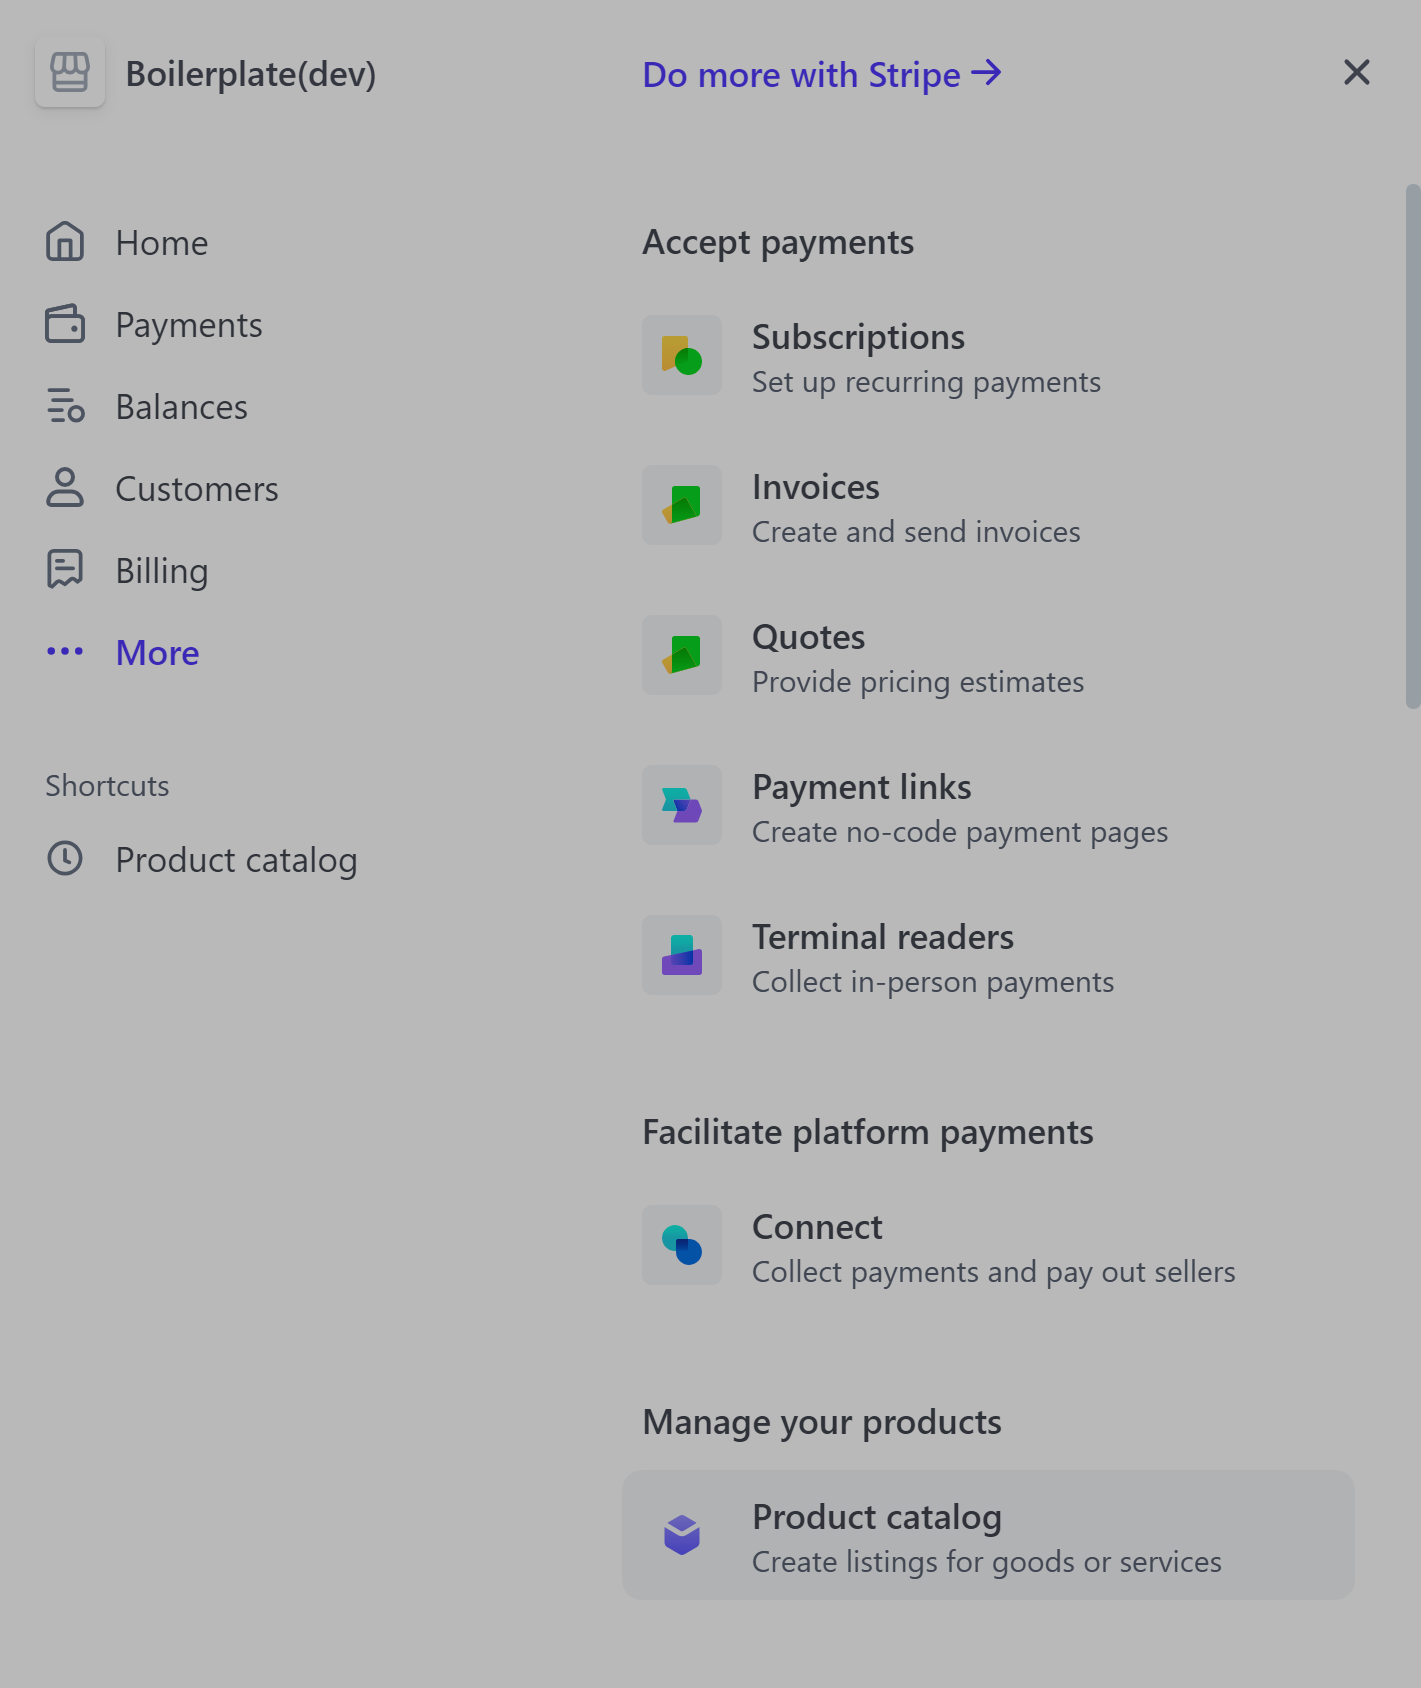 Boilerplate(dev)
Do more with Stripe
Home
Payments
Balances
Customers
Billing
More
Shortcuts
Product catalog
Accept payments
Subscriptions
Set up recurring payments
Invoices
Create and send invoices
Quotes
Provide pricing estimates
Payment links
Create no-code payment pages
Terminal readers
Collect in-person payments
Facilitate platform payments
Connect
Collect payments and pay out sellers
Manage your products
Product catalog
Create listings for goods or services